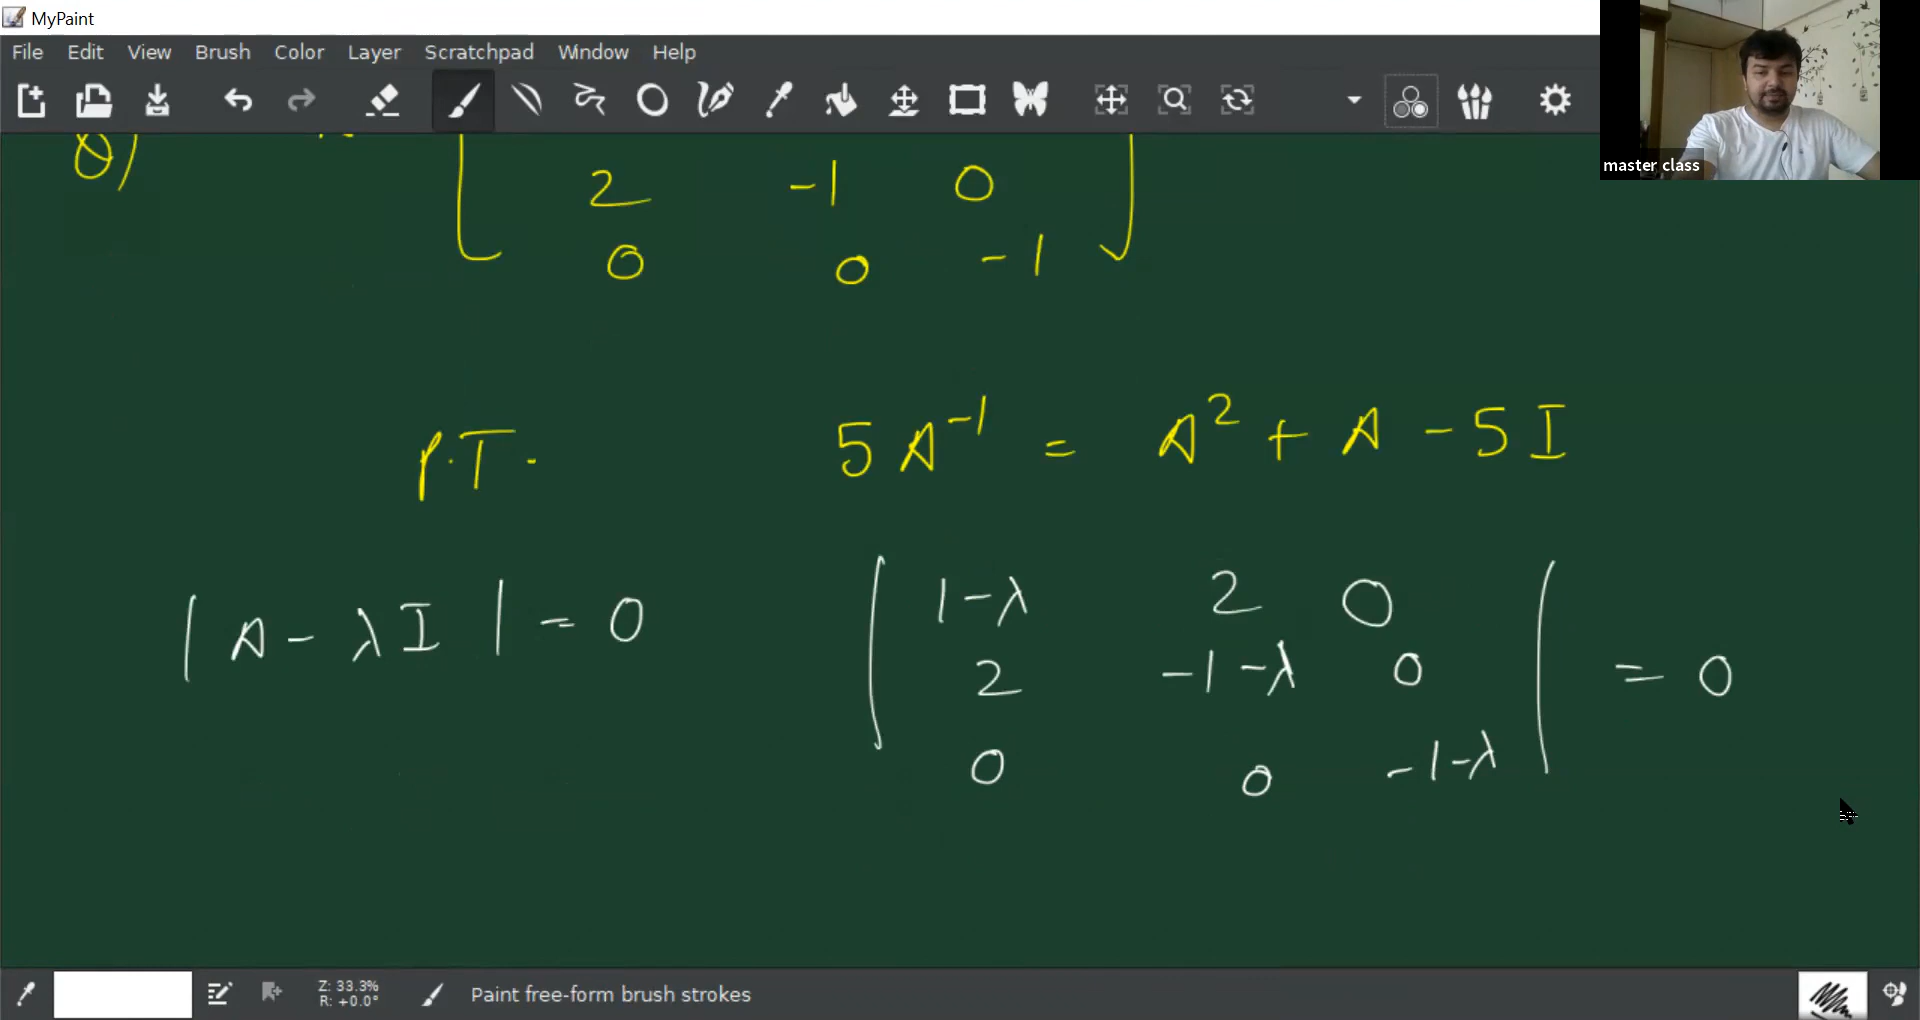 MyPaint
File Edit View Brush Color Layer Scratchpad Window Help
master class
Q)
2 -1 0
0 0 -1
P.T. 5A⁻¹ = A² + A - 5I
|A - λI| = 0
1-λ 2 0
2 -1-λ 0 = 0
0 0 -1-λ
Z: 33.3%
R: +0.0°
Paint free-form brush strokes